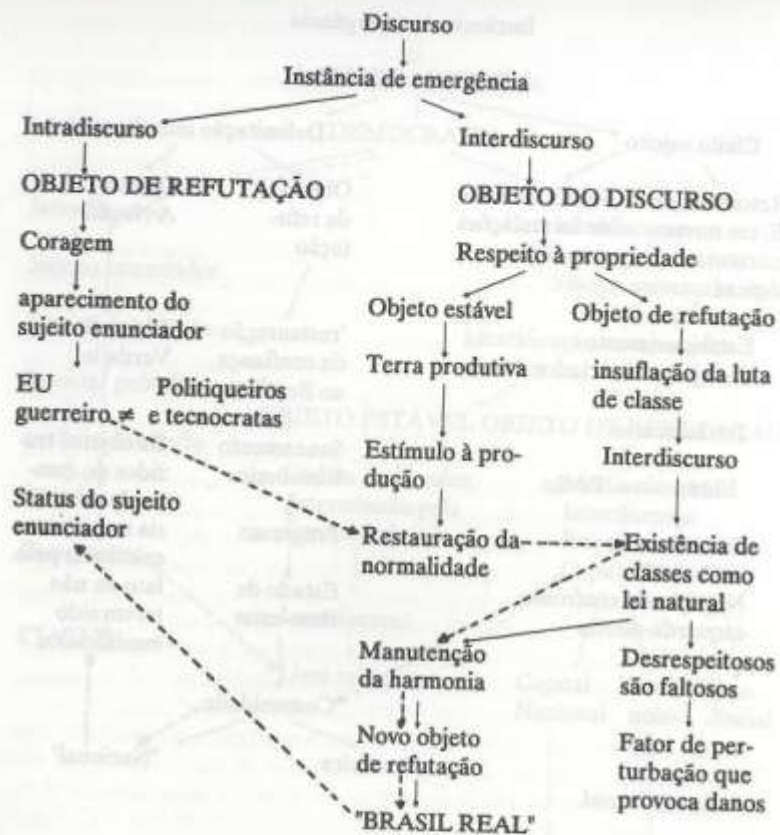 Discurso
Instância de emergência
Intradiscurso
Interdiscurso
OBJETO DE REFUTAÇÃO
OBJETO DO DISCURSO
Coragem
Respeito à propriedade
aparecimento do
sujeito enunciador
Objeto estável
Objeto de refutação
Terra produtiva
insuflação da luta
de classe
EU
guerreiro ≠
Politiqueiros
e tecnocratas
Estímulo à pro-
dução
Interdiscurso
Status do sujeito
enunciador
Restauração da
normalidade
Existência de
classes como
lei natural
Manutenção
da harmonia
Desrespeitosos
são faltosos
Novo objeto
de refutação
Fator de per-
turbação que
provoca danos
"BRASIL REAL"